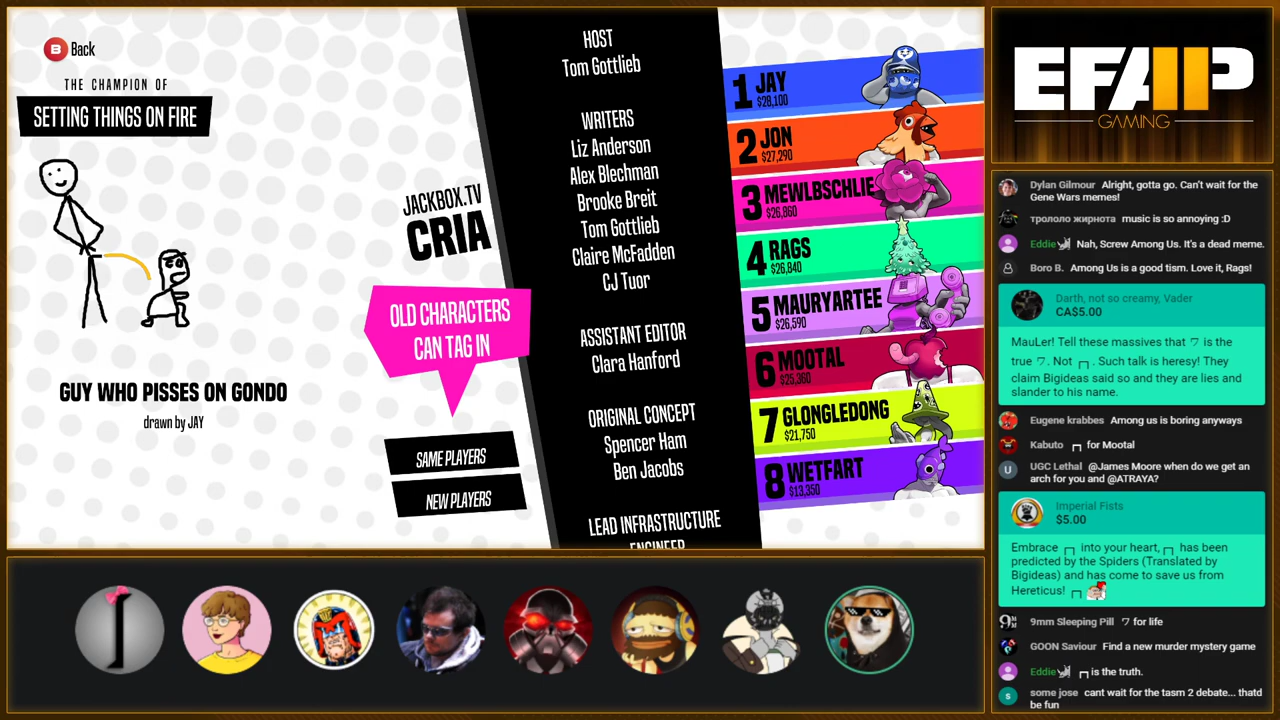 B Back
THE CHAMPION OF
SETTING THINGS ON FIRE
GUY WHO PISSES ON GONDO
drawn by JAY
JACKBOX.TV
CRIA
OLD CHARACTERS
CAN TAG IN
SAME PLAYERS
NEW PLAYERS
HOST
Tom Gottlieb
WRITERS
Liz Anderson
Alex Blechman
Brooke Breit
Tom Gottlieb
Claire McFadden
CJ Tuor
ASSISTANT EDITOR
Clara Hanford
ORIGINAL CONCEPT
Spencer Ham
Ben Jacobs
LEAD INFRASTRUCTURE
ENGINEER
1 JAY
$28,100
2 JON
$27,290
3 MEWLBSCHLIE
$26,860
4 RAGS
$26,840
5 MAURYARTEE
$26,590
6 MOOTAL
$25,360
7 GLONGLEDONG
$21,750
8 WETFART
$13,350
EFAP
GAMING
Dylan Gilmour Alright, gotta go. Can't wait for the
Gene Wars memes!
трололо жирнота music is so annoying :D
Eddie Nah, Screw Among Us. It's a dead meme.
Boro B. Among Us is a good tism. Love it, Rags!
Darth, not so creamy, Vader
CA$5.00
MauLer! Tell these massives that ワ is the
true ワ. Not ┌┐. Such talk is heresy! They
claim Bigideas said so and they are lies and
slander to his name.
Eugene krabbes Among us is boring anyways
Kabuto ┌┐ for Mootal
U UGC Lethal @James Moore when do we get an
arch for you and @ATRAYA?
Imperial Fists
$5.00
Embrace ┌┐ into your heart, ┌┐ has been
predicted by the Spiders (Translated by
Bigideas) and has come to save us from
Hereticus! ┌┐
9mm Sleeping Pill ワ for life
GOON Saviour Find a new murder mystery game
Eddie ┌┐ is the truth.
s some jose cant wait for the tasm 2 debate... thatd
be fun